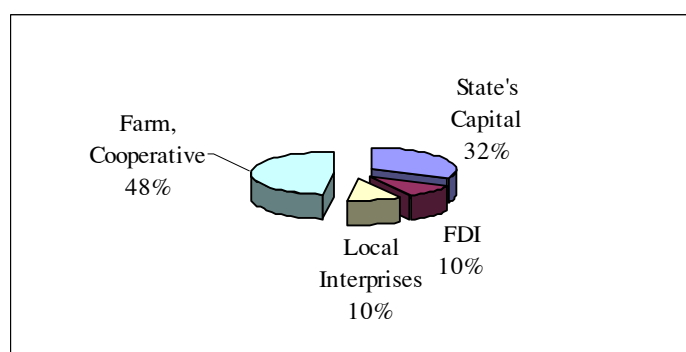 State's
Capital
32%
Farm,
Cooperative
48%
FDI
10%
Local
Interprises
10%